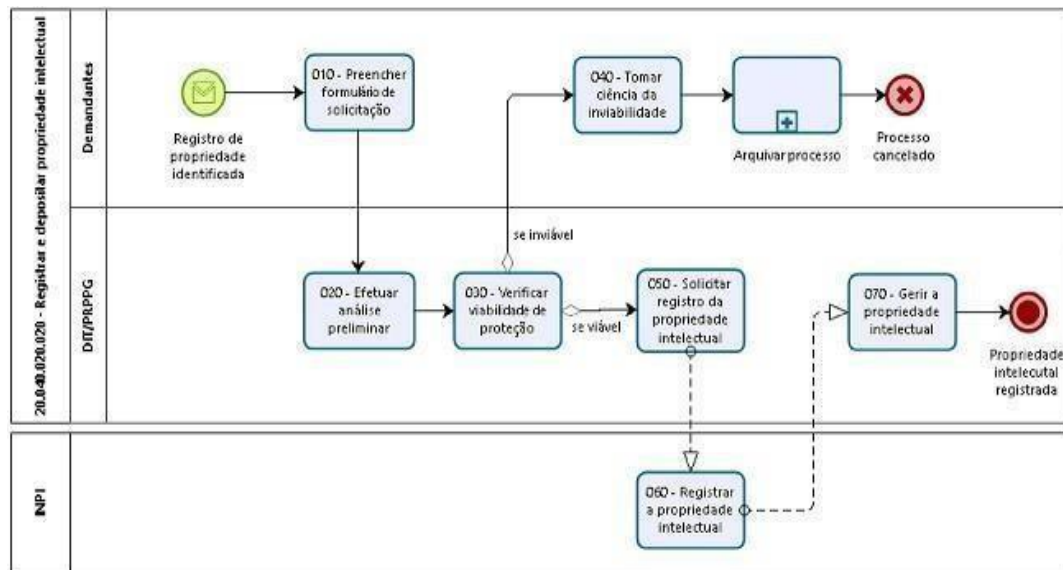 20.040.020.020 - Registrar e depositar propriedade intelectual
Demandantes
Registro de
propriedade
identificada
010 - Preencher
formulário de
solicitação
040 - Tomar
ciência da
inviabilidade
Arquivar processo
Processo
cancelado
DIT/PRPPG
020 - Efetuar
análise
preliminar
030 - Verificar
viabilidade de
proteção
se inviável
se viável
050 - Solicitar
registro da
propriedade
intelectual
070 - Gerir a
propriedade
intelectual
Propriedade
intelecutal
registrada
INPI
060 - Registrar
a propriedade
intelectual